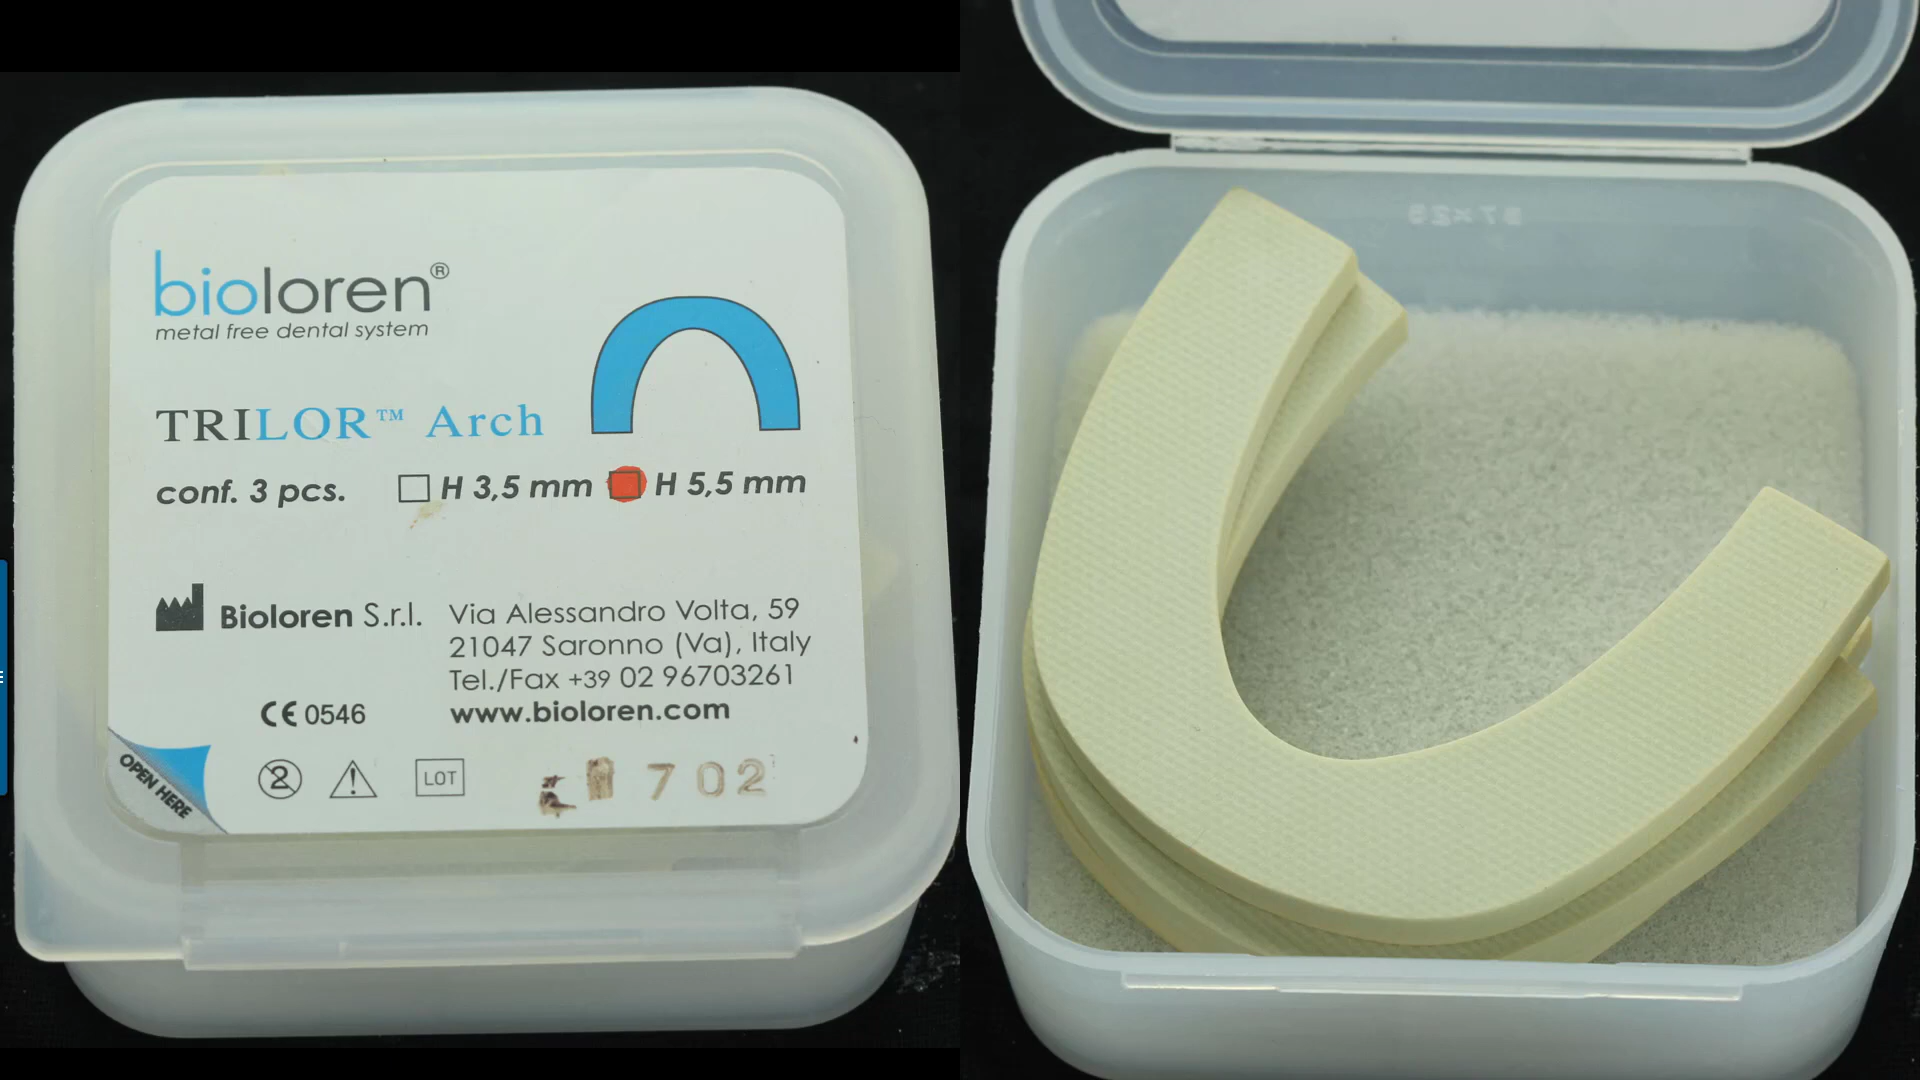 bioloren®
metal free dental system
TRILOR™ Arch
conf. 3 pcs. H 3,5 mm H 5,5 mm
Bioloren S.r.l. Via Alessandro Volta, 59
21047 Saronno (Va), Italy
Tel./Fax +39 02 96703261
CE 0546 www.bioloren.com
OPEN HERE
2 LOT 702